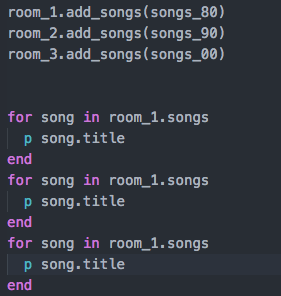 room_1.add_songs(songs_80)
room_2.add_songs(songs_90)
room_3.add_songs(songs_00)
for song in room_1.songs
p song.title
end
for song in room_1.songs
p song.title
end
for song in room_1.songs
p song.title
end